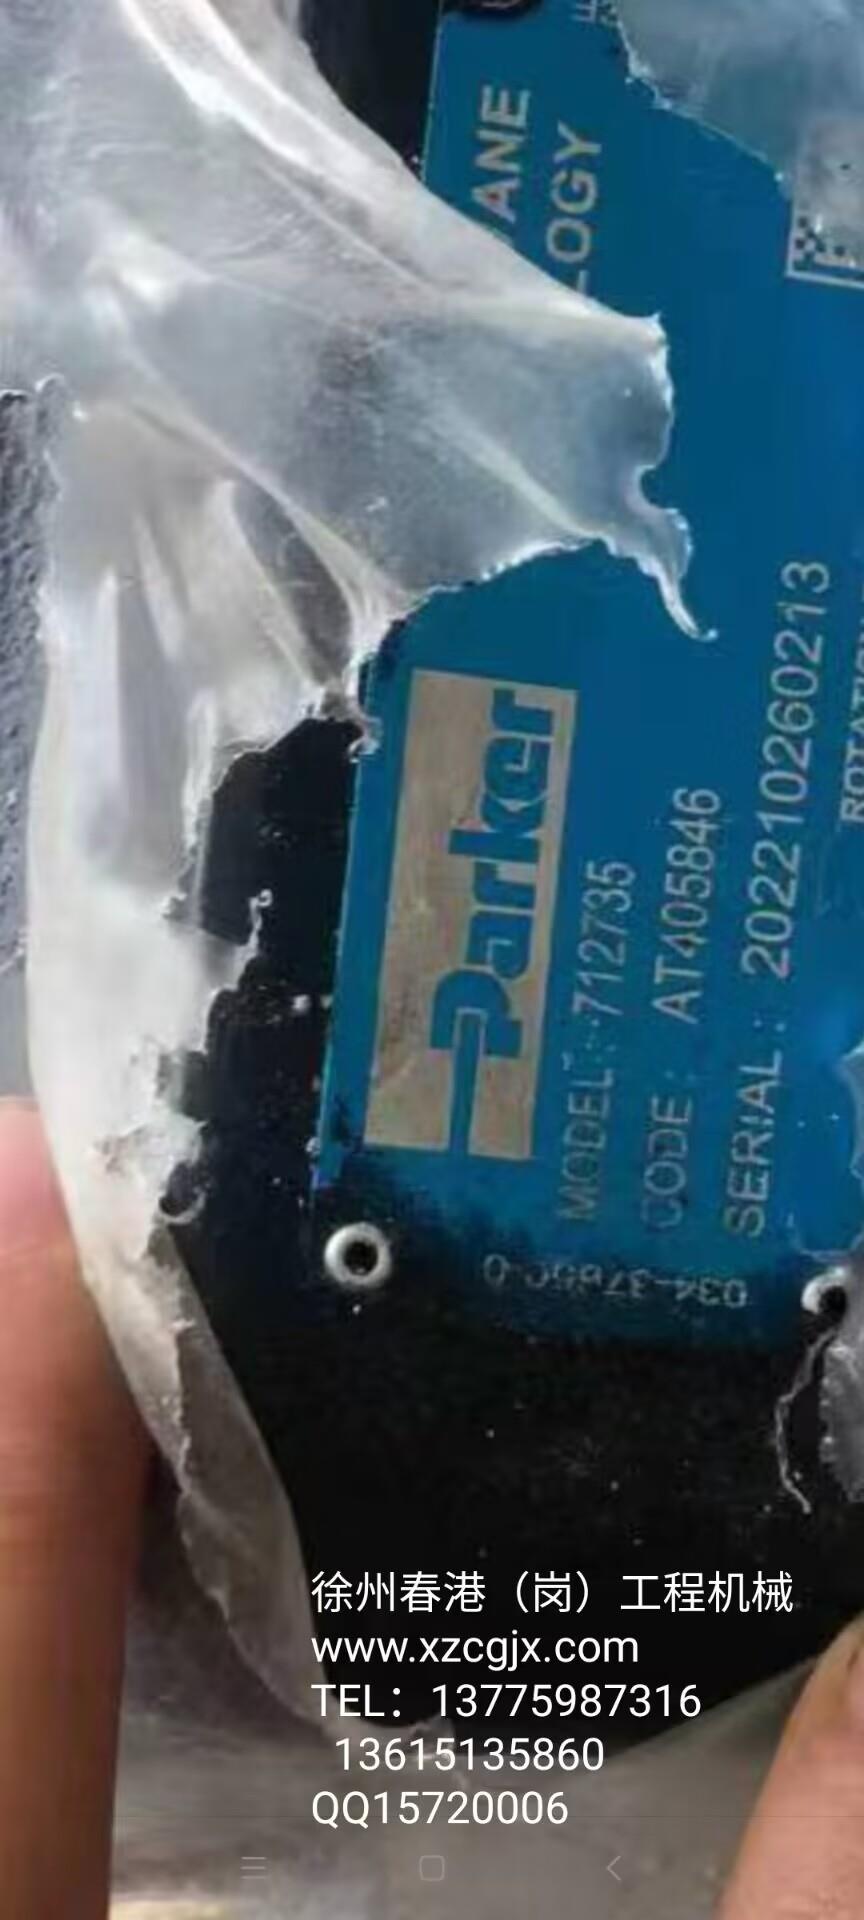 Parker
MODEL: 712735
CODE: AT405846
SERIAL: 202210260213
徐州春港（岗）工程机械
www.xzcgjx.com
TEL：13775987316
13615135860
QQ15720006